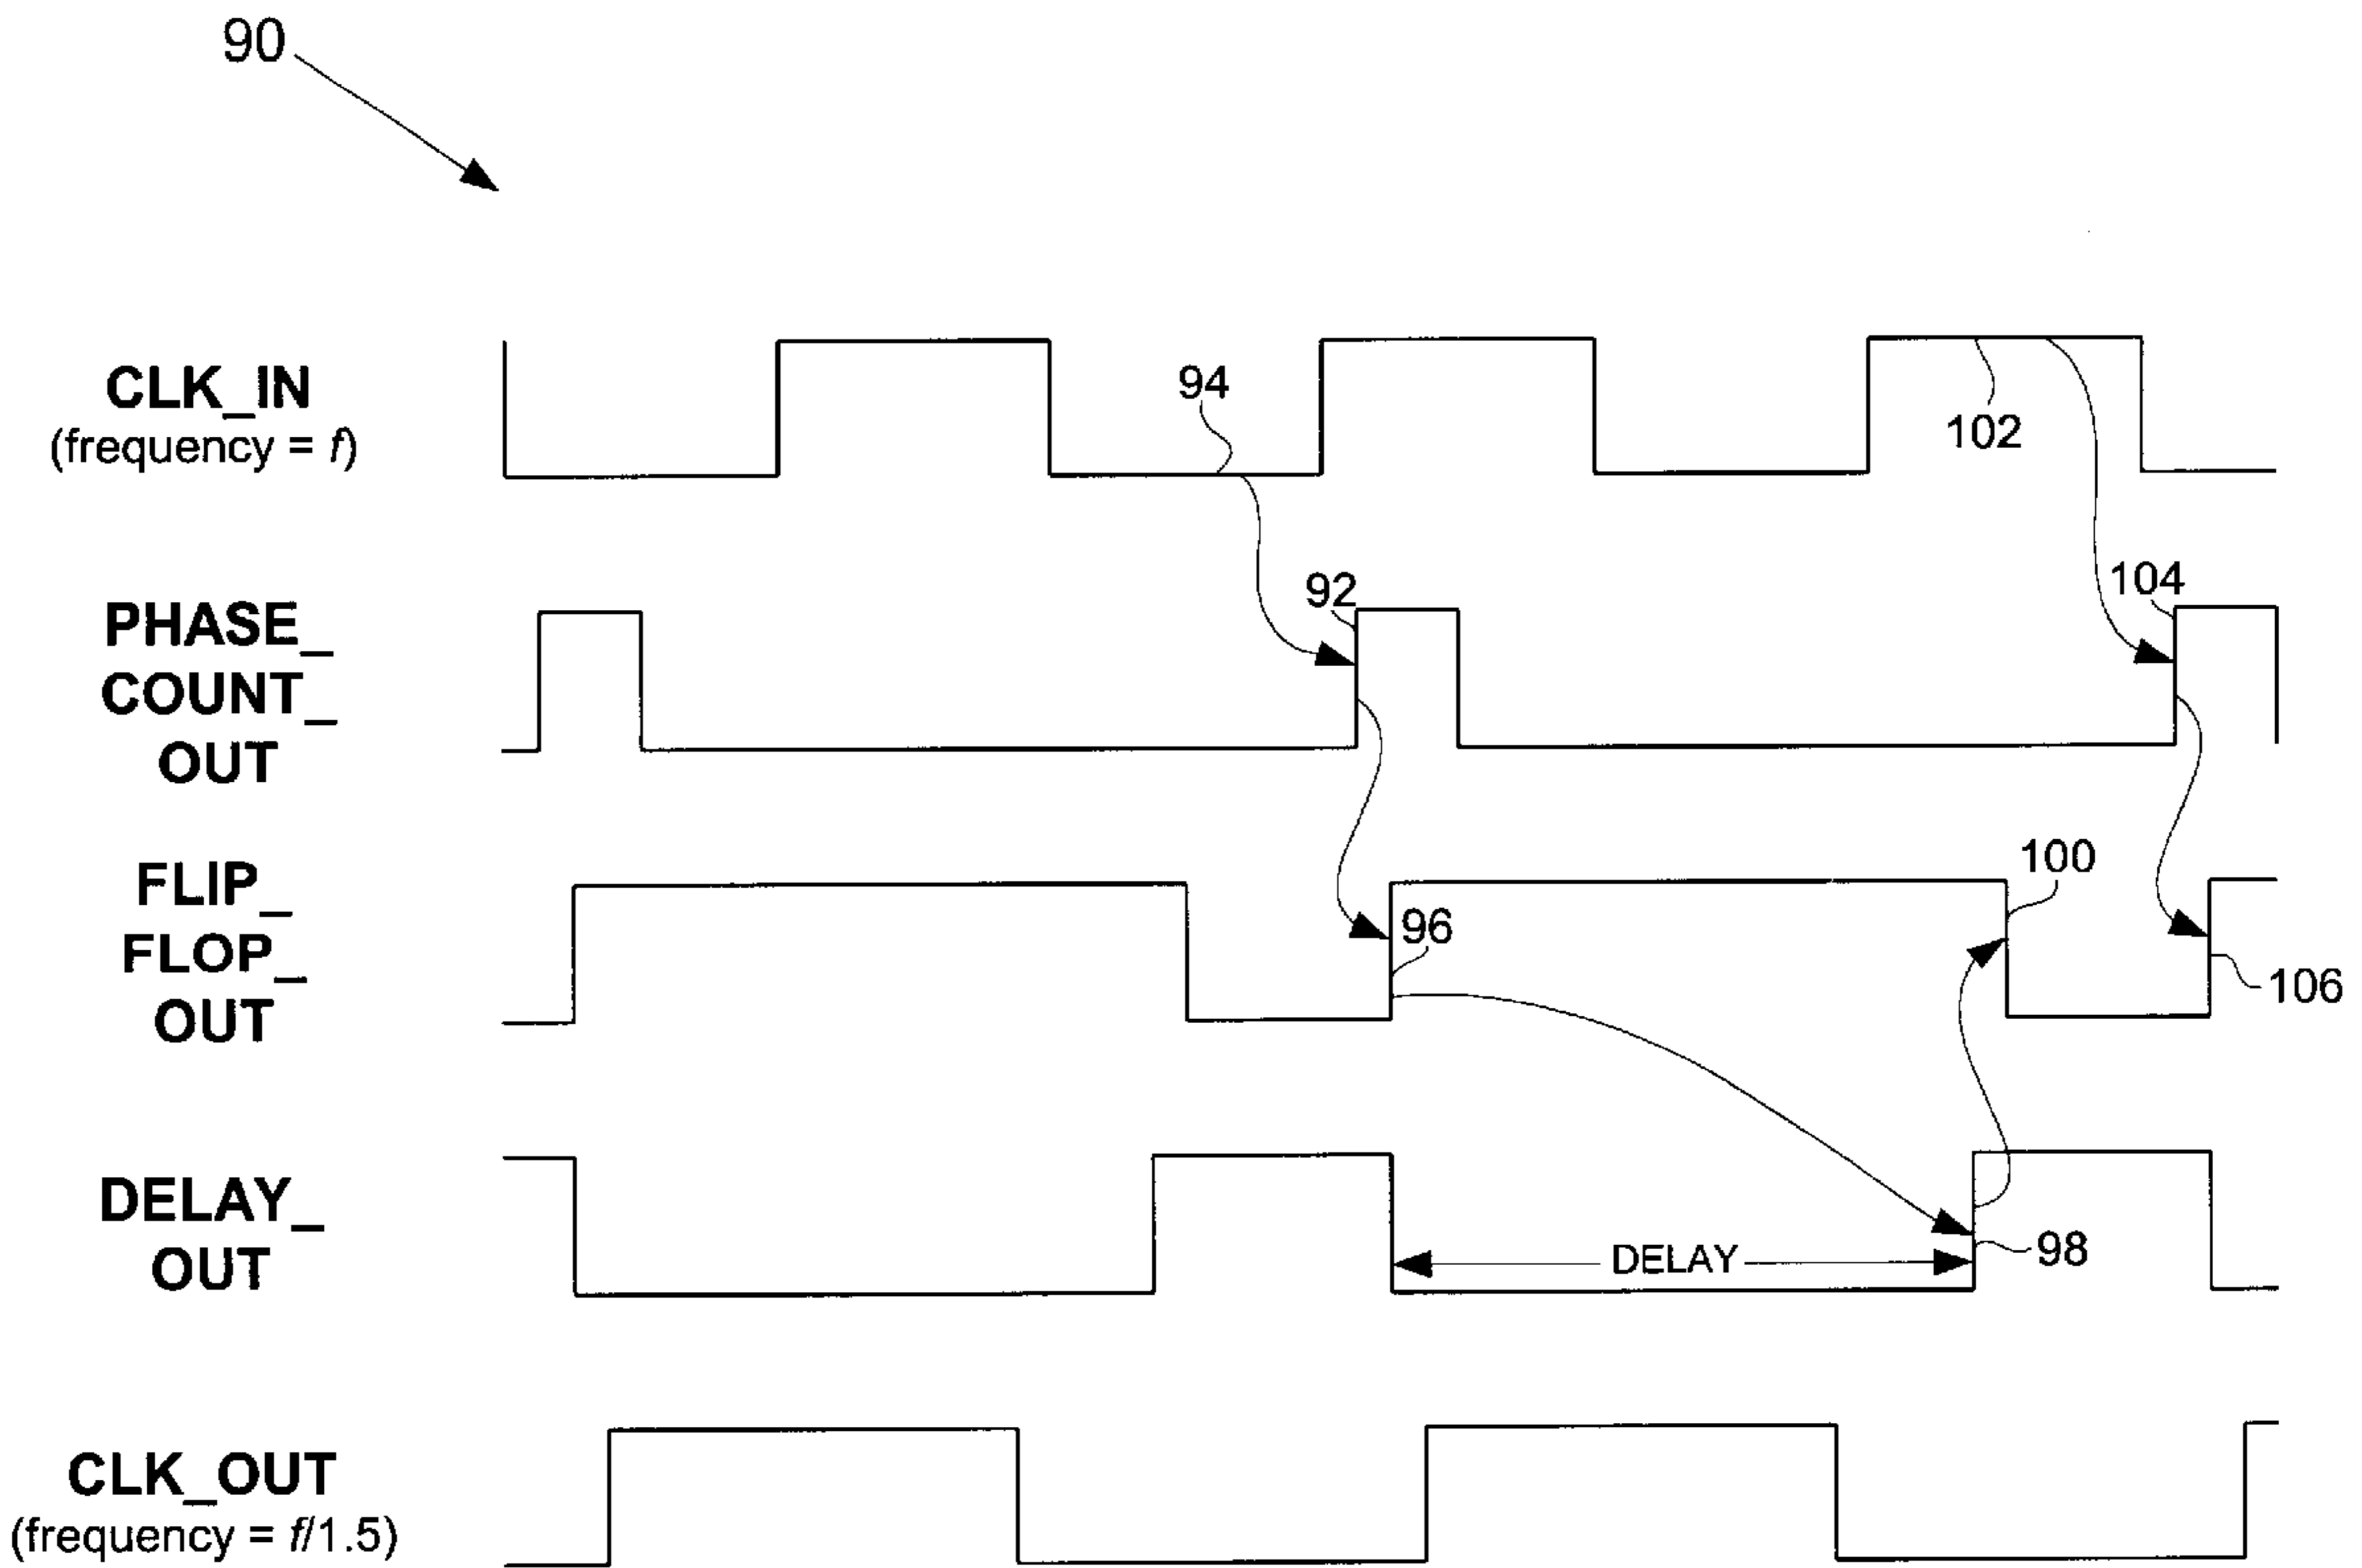 90
CLK_IN
(frequency = f)
94
102
PHASE_
COUNT_
OUT
92
104
FLIP_
FLOP_
OUT
96
100
106
DELAY_
OUT
DELAY
98
CLK_OUT
(frequency = f/1.5)